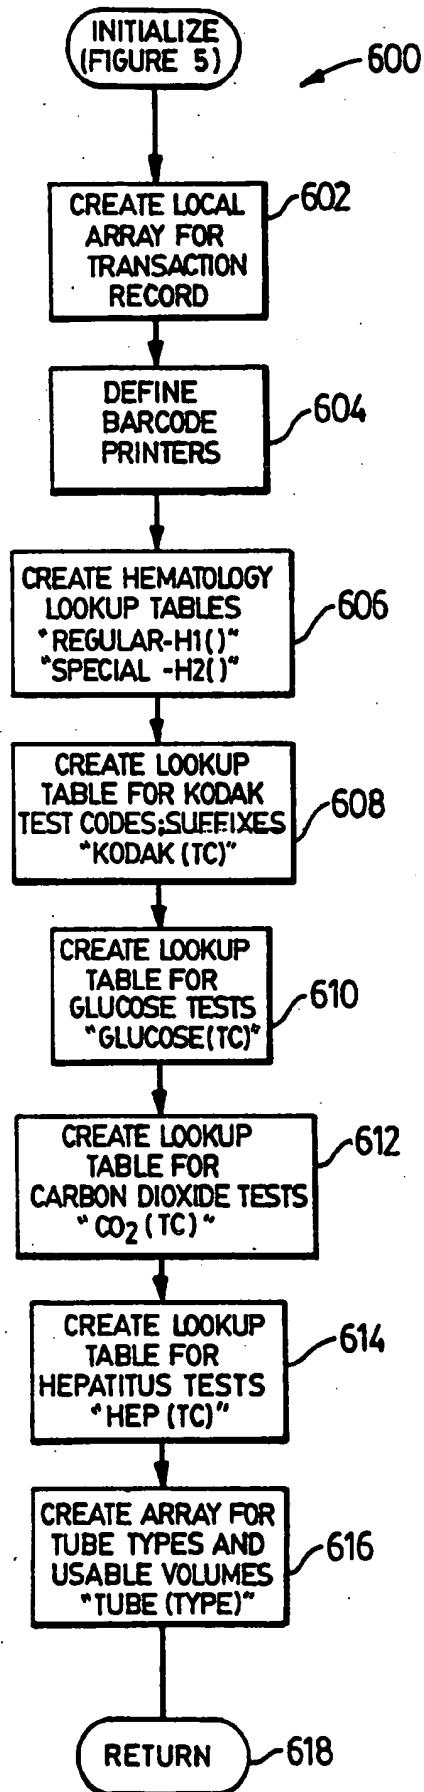 INITIALIZE
(FIGURE 5)
600
CREATE LOCAL
ARRAY FOR
TRANSACTION
RECORD
602
DEFINE
BARCODE
PRINTERS
604
CREATE HEMATOLOGY
LOOKUP TABLES
"REGULAR-H1()"
"SPECIAL -H2()"
606
CREATE LOOKUP
TABLE FOR KODAK
TEST CODES;SUFFIXES
"KODAK (TC)"
608
CREATE LOOKUP
TABLE FOR
GLUCOSE TESTS
"GLUCOSE(TC)"
610
CREATE LOOKUP
TABLE FOR
CARBON DIOXIDE TESTS
"CO₂ (TC)"
612
CREATE LOOKUP
TABLE FOR
HEPATITUS TESTS
"HEP (TC)"
614
CREATE ARRAY FOR
TUBE TYPES AND
USABLE VOLUMES
"TUBE (TYPE)"
616
RETURN
618